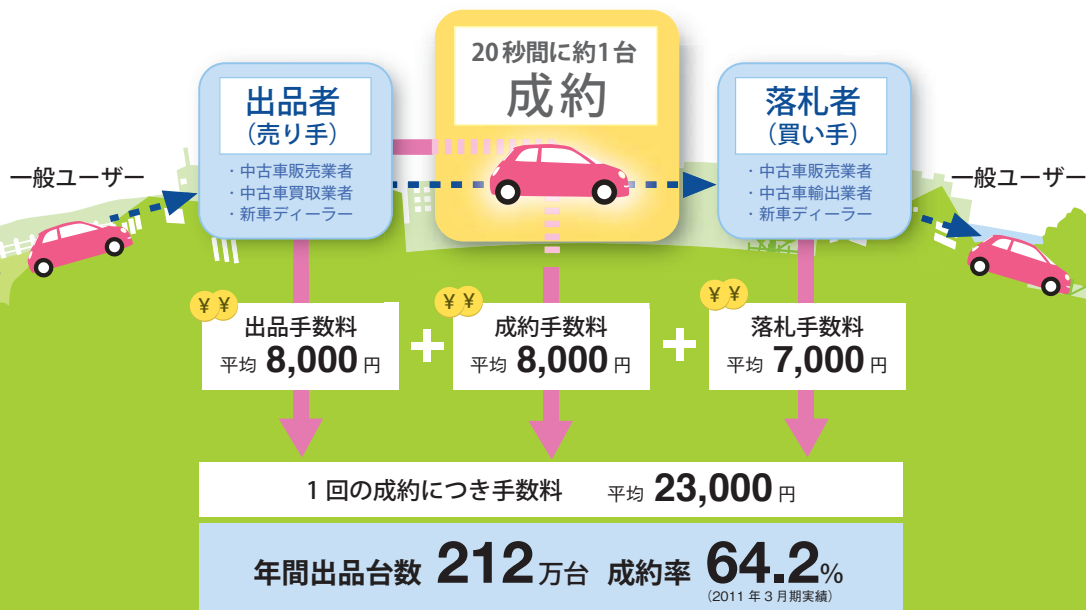 20秒間に約1台
成約
出品者
（売り手）
・中古車販売業者
・中古車買取業者
・新車ディーラー
落札者
（買い手）
・中古車販売業者
・中古車輸出業者
・新車ディーラー
一般ユーザー
一般ユーザー
¥ ¥
出品手数料
平均 8,000 円
+
¥ ¥
成約手数料
平均 8,000 円
+
¥ ¥
落札手数料
平均 7,000 円
1回の成約につき手数料 平均 23,000 円
年間出品台数 212万台 成約率 64.2%
（2011年3月期実績）